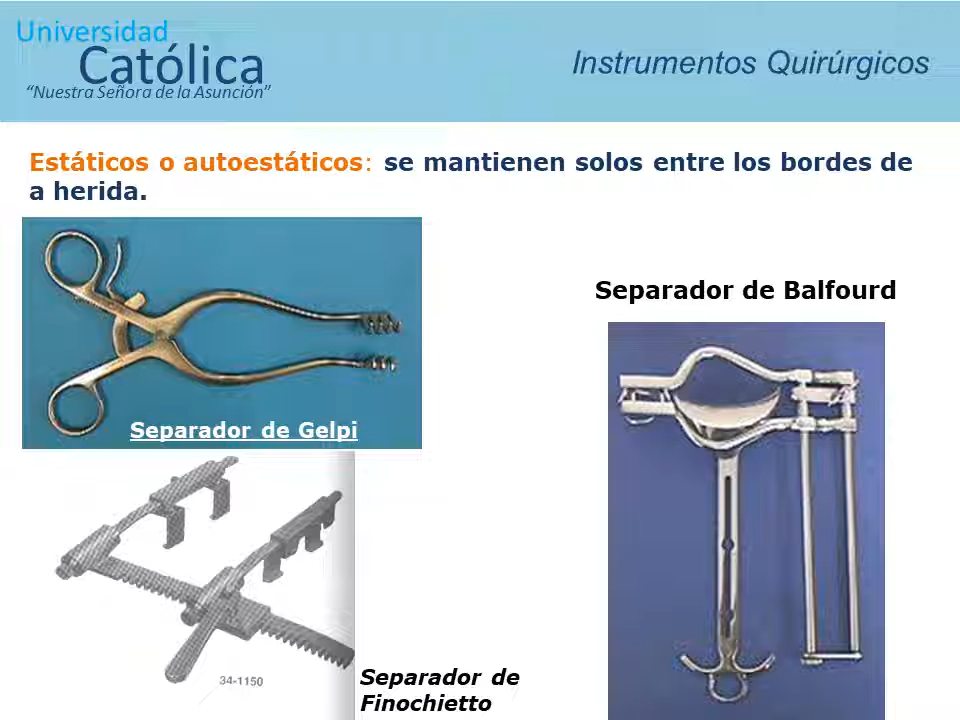 Universidad
Católica
“Nuestra Señora de la Asunción”
Instrumentos Quirúrgicos
Estáticos o autoestáticos: se mantienen solos entre los bordes de
a herida.
Separador de Balfourd
Separador de Gelpi
34-1150
Separador de
Finochietto